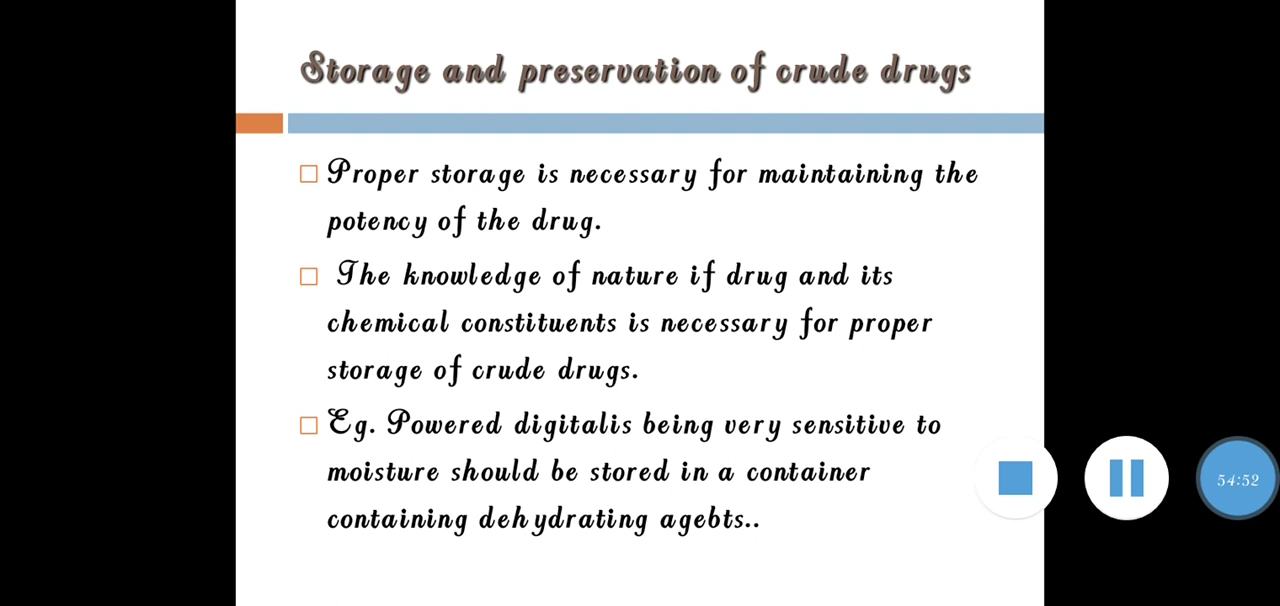 Storage and preservation of crude drugs
Proper storage is necessary for maintaining the
potency of the drug.
The knowledge of nature if drug and its
chemical constituents is necessary for proper
storage of crude drugs.
Eg. Powered digitalis being very sensitive to
moisture should be stored in a container
containing dehydrating agebts..
54:52